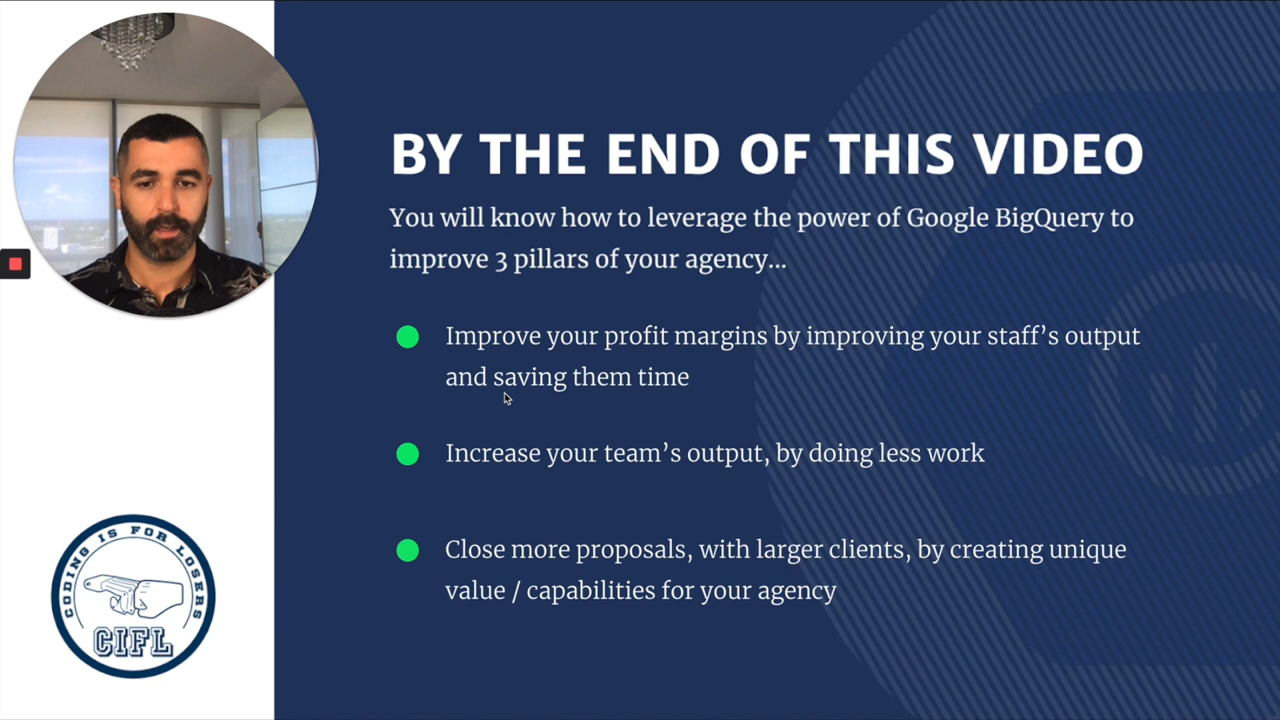 BY THE END OF THIS VIDEO
You will know how to leverage the power of Google BigQuery to
improve 3 pillars of your agency...
Improve your profit margins by improving your staff’s output
and saving them time
Increase your team’s output, by doing less work
Close more proposals, with larger clients, by creating unique
value / capabilities for your agency
CODING IS FOR LOSERS
CIFL